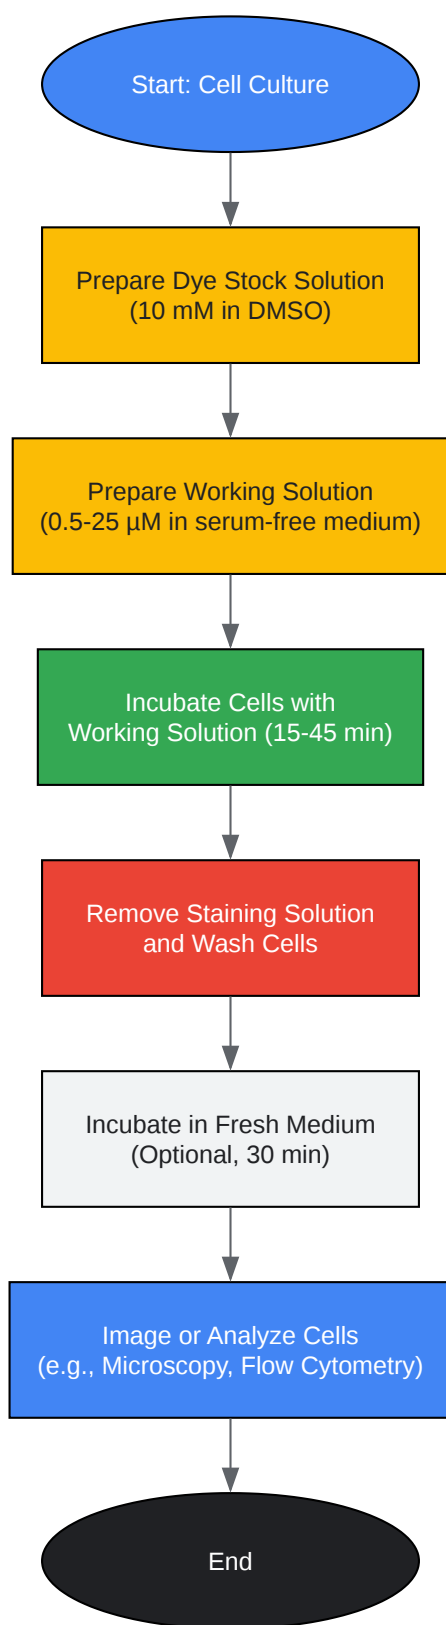 Start: Cell Culture
Prepare Dye Stock Solution
(10 mM in DMSO)
Prepare Working Solution
(0.5-25 µM in serum-free medium)
Incubate Cells with
Working Solution (15-45 min)
Remove Staining Solution
and Wash Cells
Incubate in Fresh Medium
(Optional, 30 min)
Image or Analyze Cells
(e.g., Microscopy, Flow Cytometry)
End